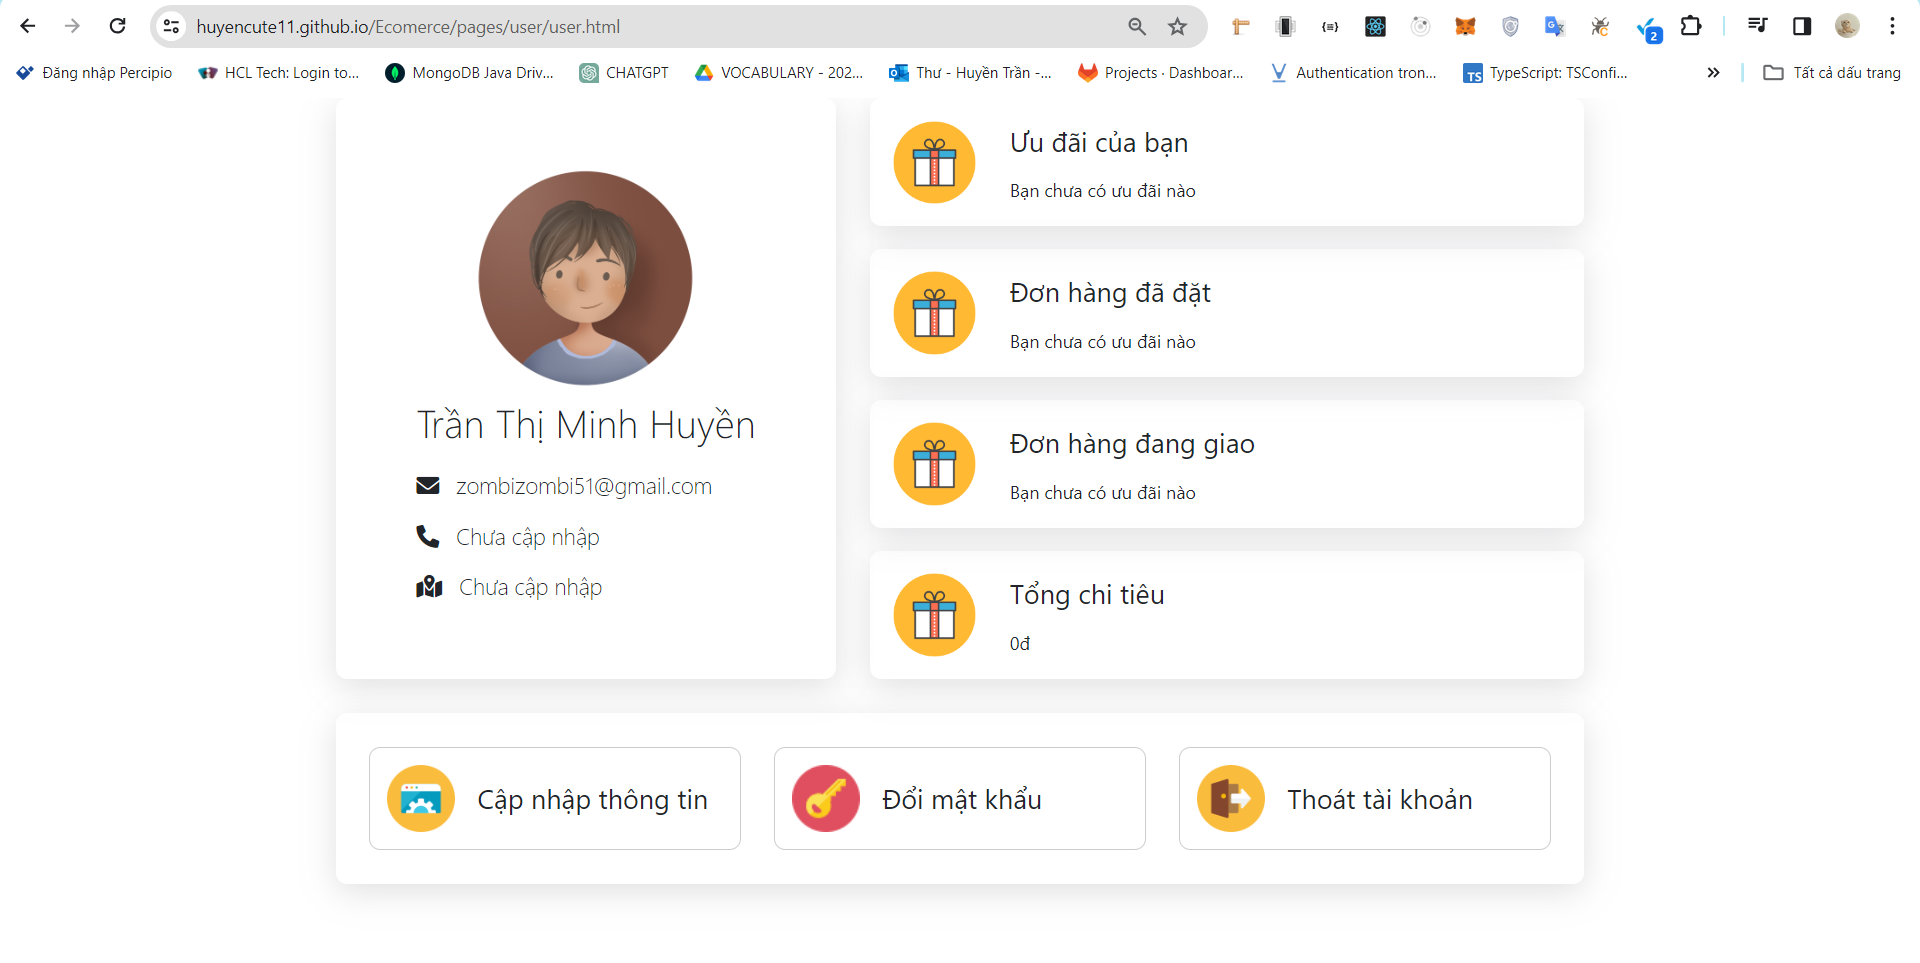 huyencute11.github.io/Ecomerce/pages/user/user.html
2
Đăng nhập Percipio
HCL Tech: Login to...
MongoDB Java Driv...
CHATGPT
VOCABULARY - 202...
Thư - Huyền Trần -...
Projects · Dashboar...
Authentication tron...
TS
TypeScript: TSConfi...
Tất cả dấu trang
Trần Thị Minh Huyền
zombizombi51@gmail.com
Chưa cập nhập
Chưa cập nhập
Ưu đãi của bạn
Bạn chưa có ưu đãi nào
Đơn hàng đã đặt
Bạn chưa có ưu đãi nào
Đơn hàng đang giao
Bạn chưa có ưu đãi nào
Tổng chi tiêu
0đ
Cập nhập thông tin
Đổi mật khẩu
Thoát tài khoản